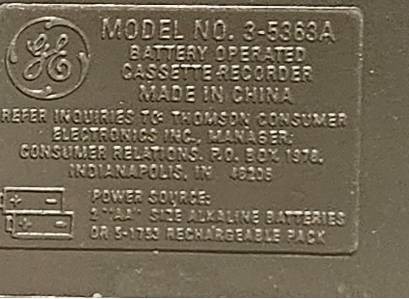 GE
MODEL NO. 3-5363A
BATTERY OPERATED
CASSETTE RECORDER
MADE IN CHINA
REFER INQUIRIES TO: THOMSON CONSUMER
ELECTRONICS INC., MANAGER:
CONSUMER RELATIONS. P.O. BOX 1976.
INDIANAPOLIS, IN 46206
POWER SOURCE:
2 "AA" SIZE ALKALINE BATTERIES
OR 5-1753 RECHARGEABLE PACK